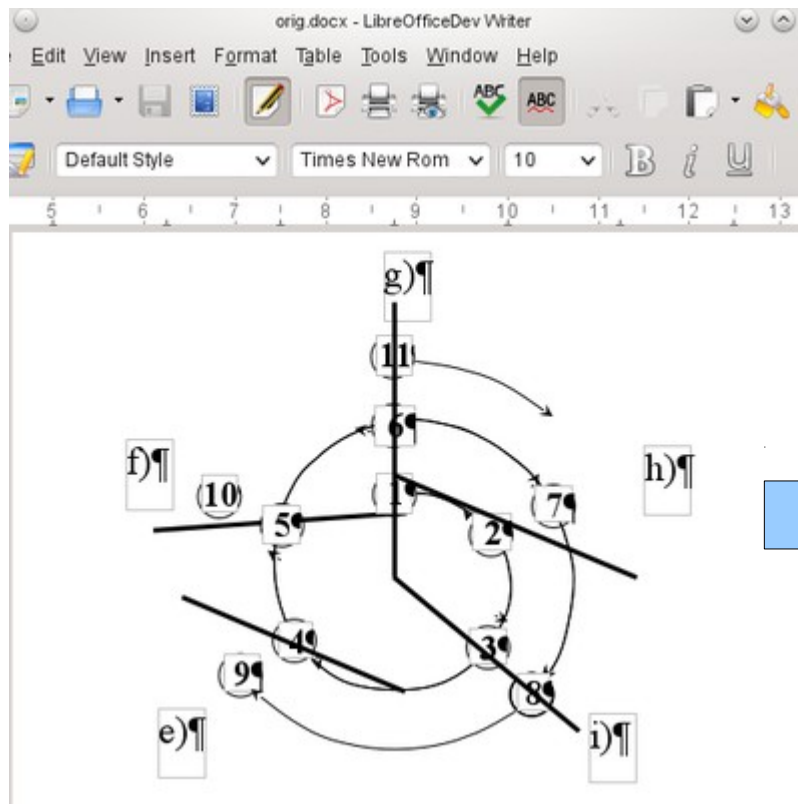 orig.docx - LibreOfficeDev Writer
Edit View Insert Format Table Tools Window Help
ABC ABC
Default Style Times New Rom 10 B i U
5 6 7 8 9 10 11 12 13
g)¶
11
6
f)¶ h)¶
10 1 7
5 2
4 3
9 8
e)¶ i)¶